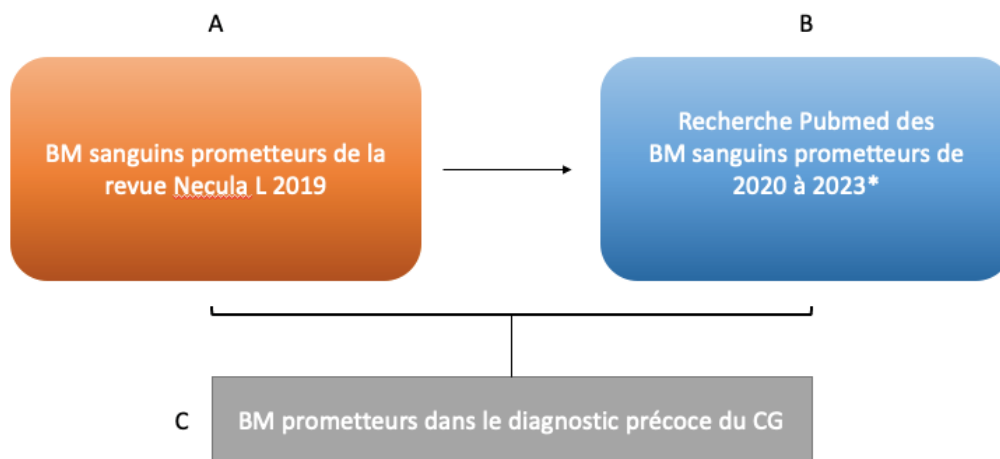 A
B
BM sanguins prometteurs de la
revue Necula L 2019
Recherche Pubmed des
BM sanguins prometteurs de
2020 à 2023*
C
BM prometteurs dans le diagnostic précoce du CG